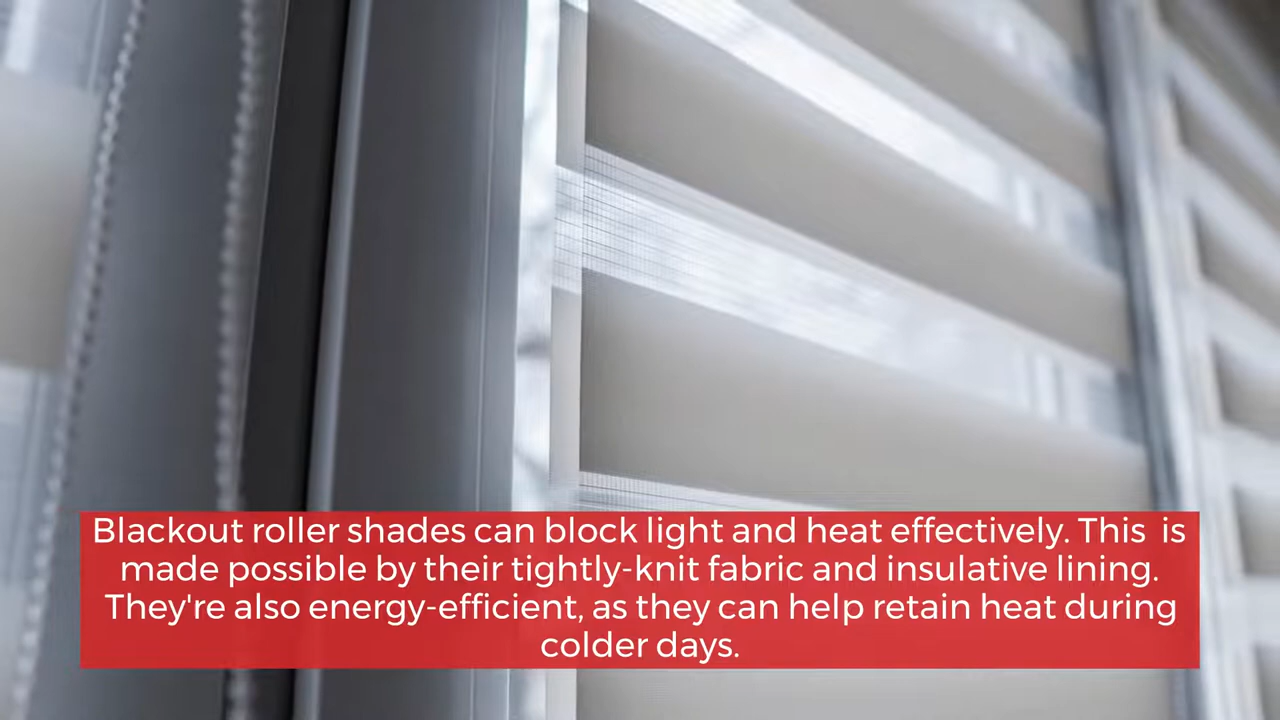 Blackout roller shades can block light and heat effectively. This  is
made possible by their tightly-knit fabric and insulative lining.
They're also energy-efficient, as they can help retain heat during
colder days.